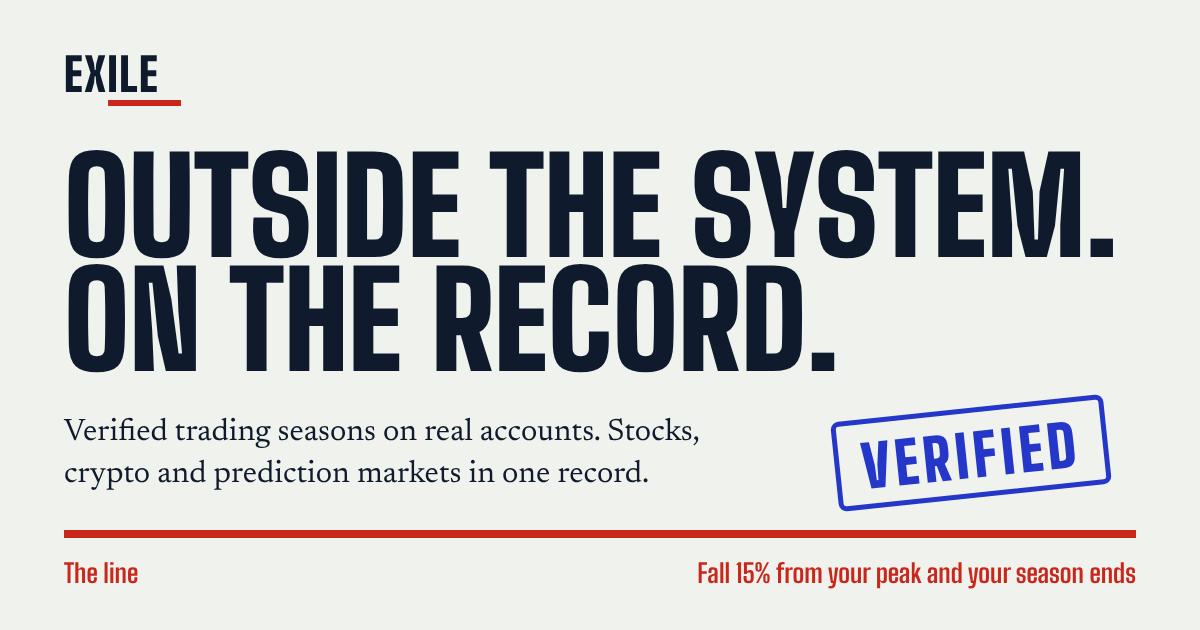 EXILE
OUTSIDE THE SYSTEM.
ON THE RECORD.
Verified trading seasons on real accounts. Stocks,
crypto and prediction markets in one record.
VERIFIED
The line
Fall 15% from your peak and your season ends